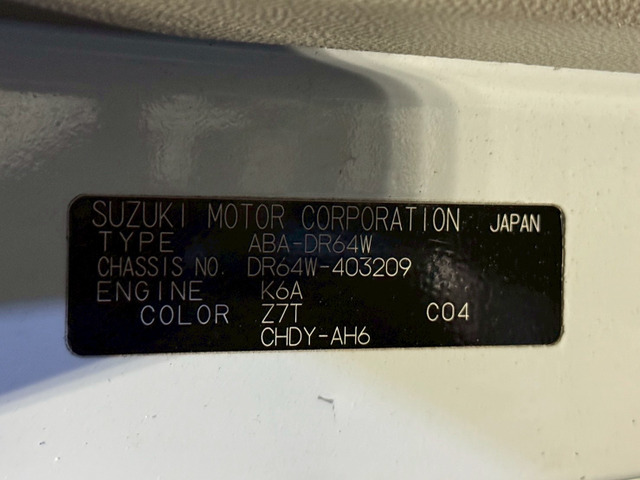 SUZUKI MOTOR CORPORATION JAPAN
TYPE ABA-DR64W
CHASSIS NO. DR64W-403209
ENGINE K6A
COLOR Z7T C04
CHDY-AH6